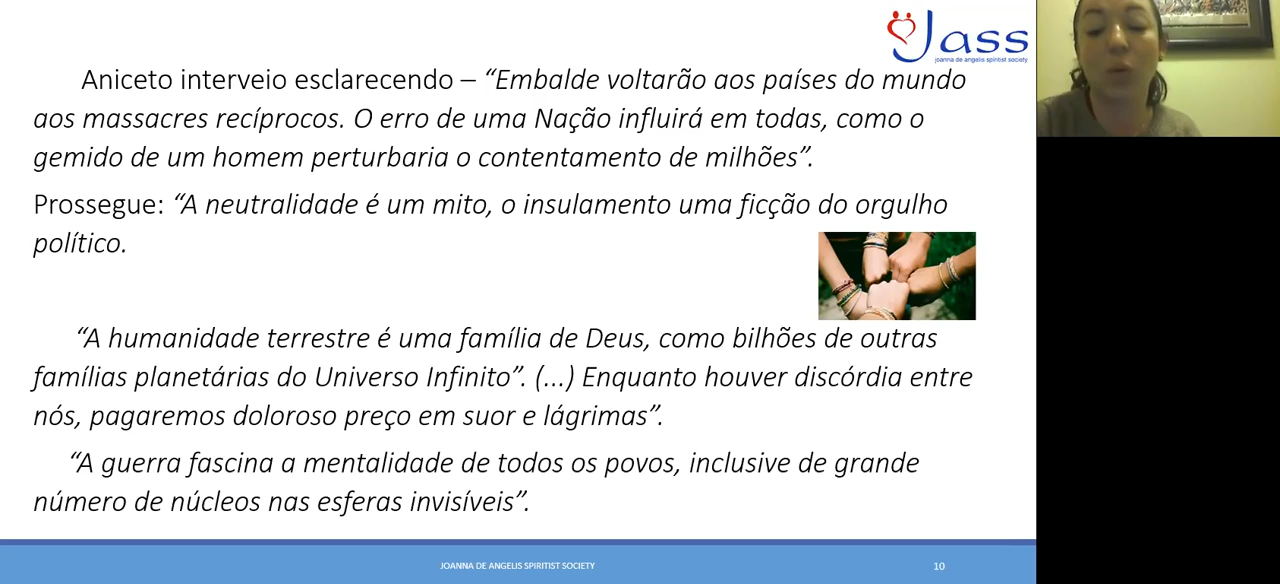 Jass
joanna de angelis spiritist society
Aniceto interveio esclarecendo – “Embalde voltarão aos países do mundo
aos massacres recíprocos. O erro de uma Nação influirá em todas, como o
gemido de um homem perturbaria o contentamento de milhões”.
Prossegue: “A neutralidade é um mito, o insulamento uma ficção do orgulho
político.
“A humanidade terrestre é uma família de Deus, como bilhões de outras
famílias planetárias do Universo Infinito”. (...) Enquanto houver discórdia entre
nós, pagaremos doloroso preço em suor e lágrimas”.
“A guerra fascina a mentalidade de todos os povos, inclusive de grande
número de núcleos nas esferas invisíveis”.
JOANNA DE ANGELIS SPIRITIST SOCIETY
10